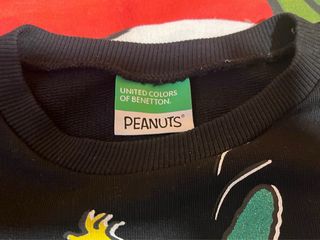 UNITED COLORS
OF BENETTON.
PEANUTS®